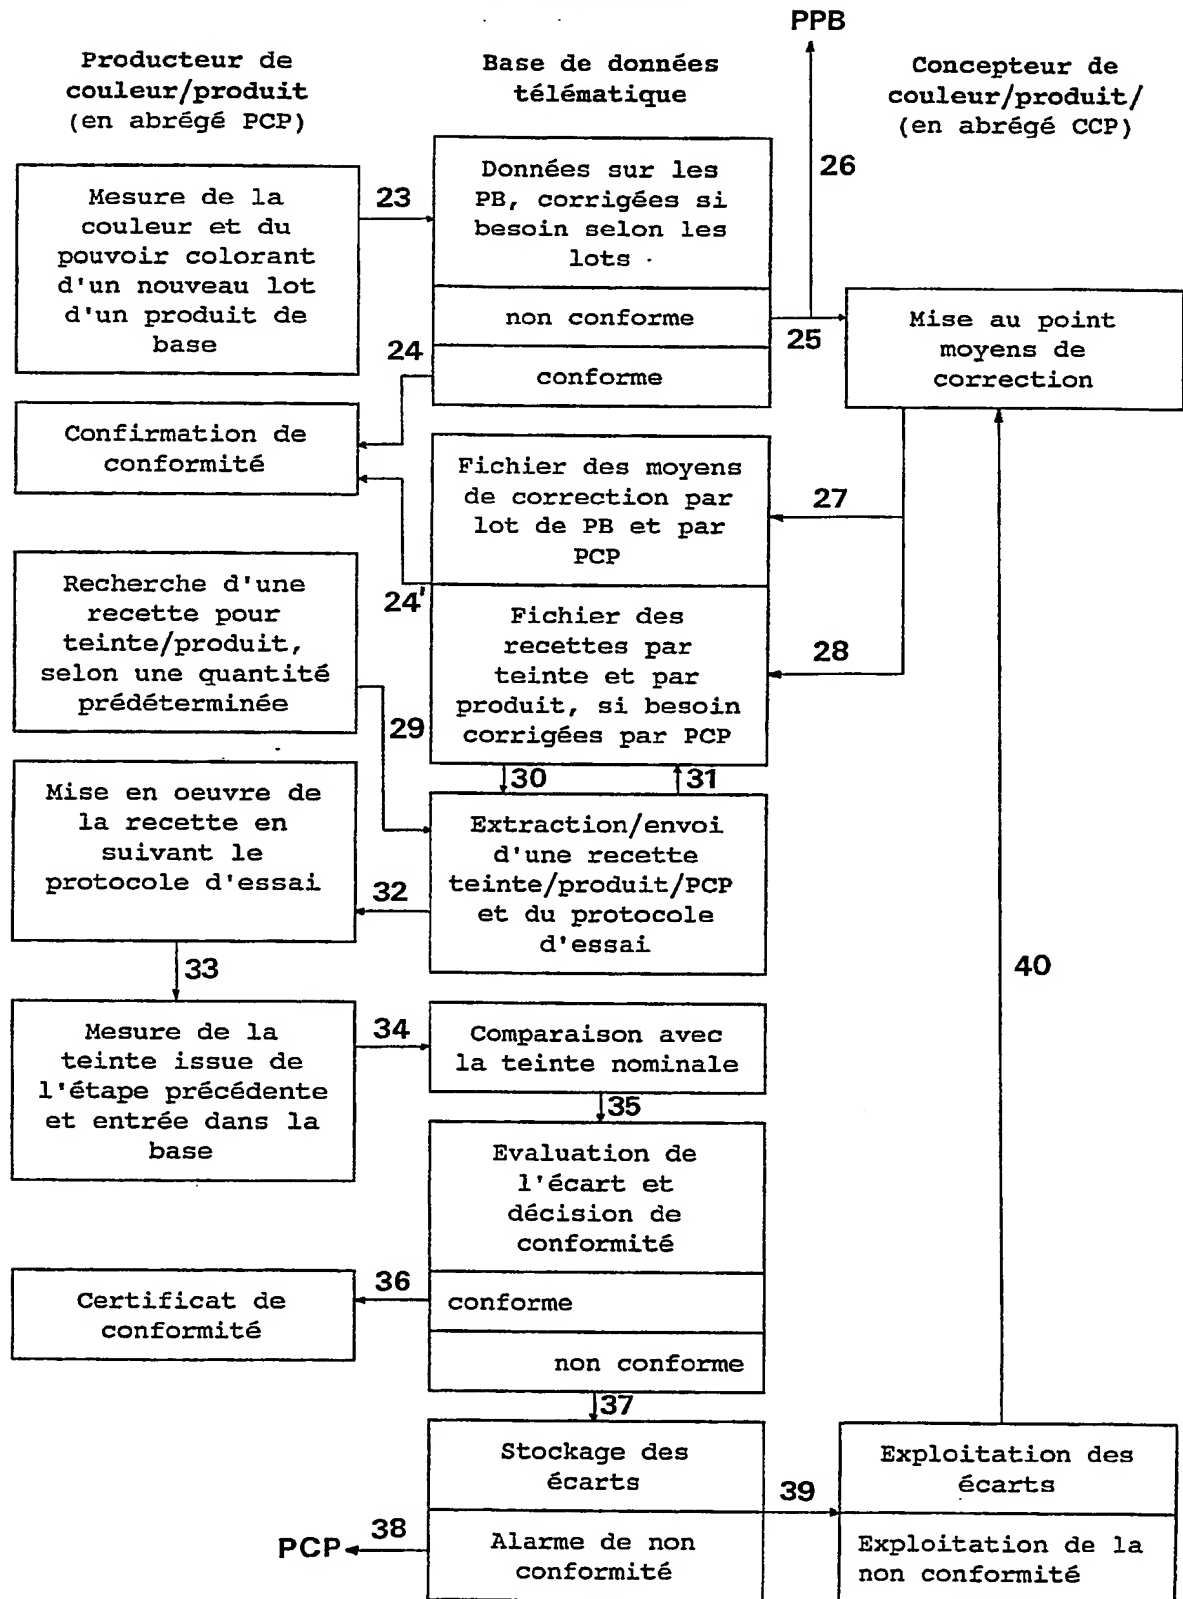 PPB
Producteur de
couleur/produit
(en abrégé PCP)
Base de données
télématique
Concepteur de
couleur/produit/
(en abrégé CCP)
Mesure de la
couleur et du
pouvoir colorant
d'un nouveau lot
d'un produit de
base
23
Données sur les
PB, corrigées si
besoin selon les
lots
non conforme
conforme
26
25
24
Mise au point
moyens de
correction
Confirmation de
conformité
Fichier des moyens
de correction par
lot de PB et par
PCP
27
24'
Recherche d'une
recette pour
teinte/produit,
selon une quantité
prédéterminée
29
Fichier des
recettes par
teinte et par
produit, si besoin
corrigées par PCP
28
30
31
Mise en oeuvre de
la recette en
suivant le
protocole d'essai
32
Extraction/envoi
d'une recette
teinte/produit/PCP
et du protocole
d'essai
33
40
Mesure de la
teinte issue de
l'étape précédente
et entrée dans la
base
34
Comparaison avec
la teinte nominale
35
Evaluation de
l'écart et
décision de
conformité
conforme
non conforme
36
Certificat de
conformité
37
Stockage des
écarts
Alarme de non
conformité
39
38
PCP
Exploitation des
écarts
Exploitation de la
non conformité